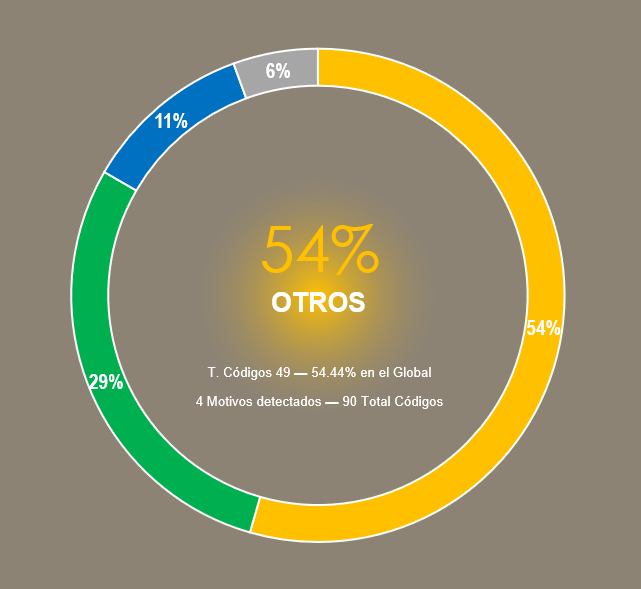 6%
11%
54%
OTROS
54%
T. Códigos 49 — 54.44% en el Global
29%
4 Motivos detectados — 90 Total Códigos